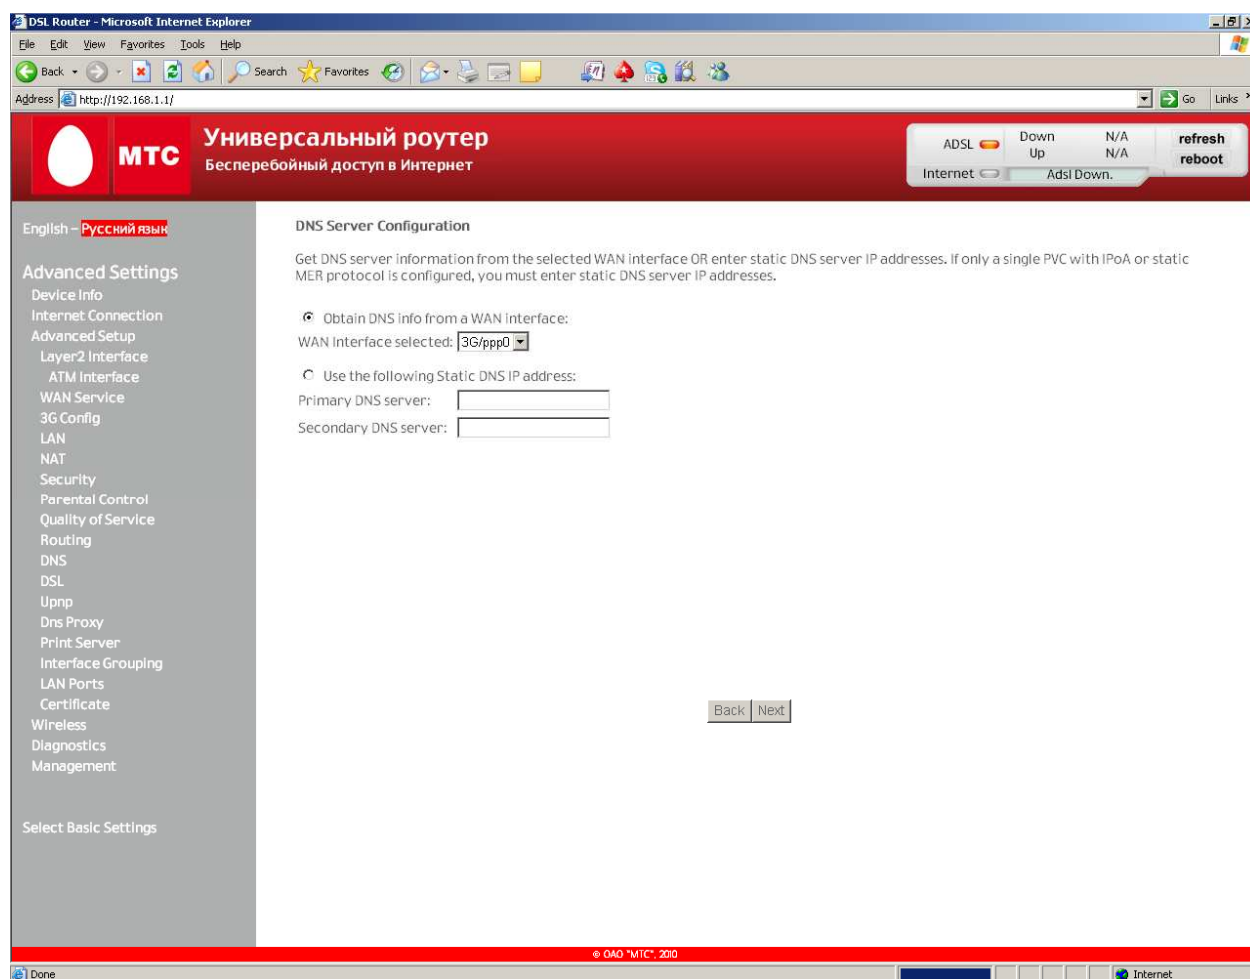 DSL Router - Microsoft Internet Explorer
File Edit View Favorites Tools Help
Back Search Favorites
Address http://192.168.1.1/ Go Links
МТС
Универсальный роутер
Бесперебойный доступ в Интернет
ADSL Down N/A refresh
Up N/A reboot
Internet Adsl Down.
English – Русский язык
Advanced Settings
Device Info
Internet Connection
Advanced Setup
Layer2 Interface
ATM Interface
WAN Service
3G Config
LAN
NAT
Security
Parental Control
Quality of Service
Routing
DNS
DSL
Upnp
Dns Proxy
Print Server
Interface Grouping
LAN Ports
Certificate
Wireless
Diagnostics
Management
Select Basic Settings
DNS Server Configuration
Get DNS server information from the selected WAN interface OR enter static DNS server IP addresses. If only a single PVC with IPoA or static
MER protocol is configured, you must enter static DNS server IP addresses.
Obtain DNS info from a WAN interface:
WAN Interface selected: 3G/ppp0
Use the following Static DNS IP address:
Primary DNS server:
Secondary DNS server:
Back Next
© ОАО "МТС", 2010
Done Internet